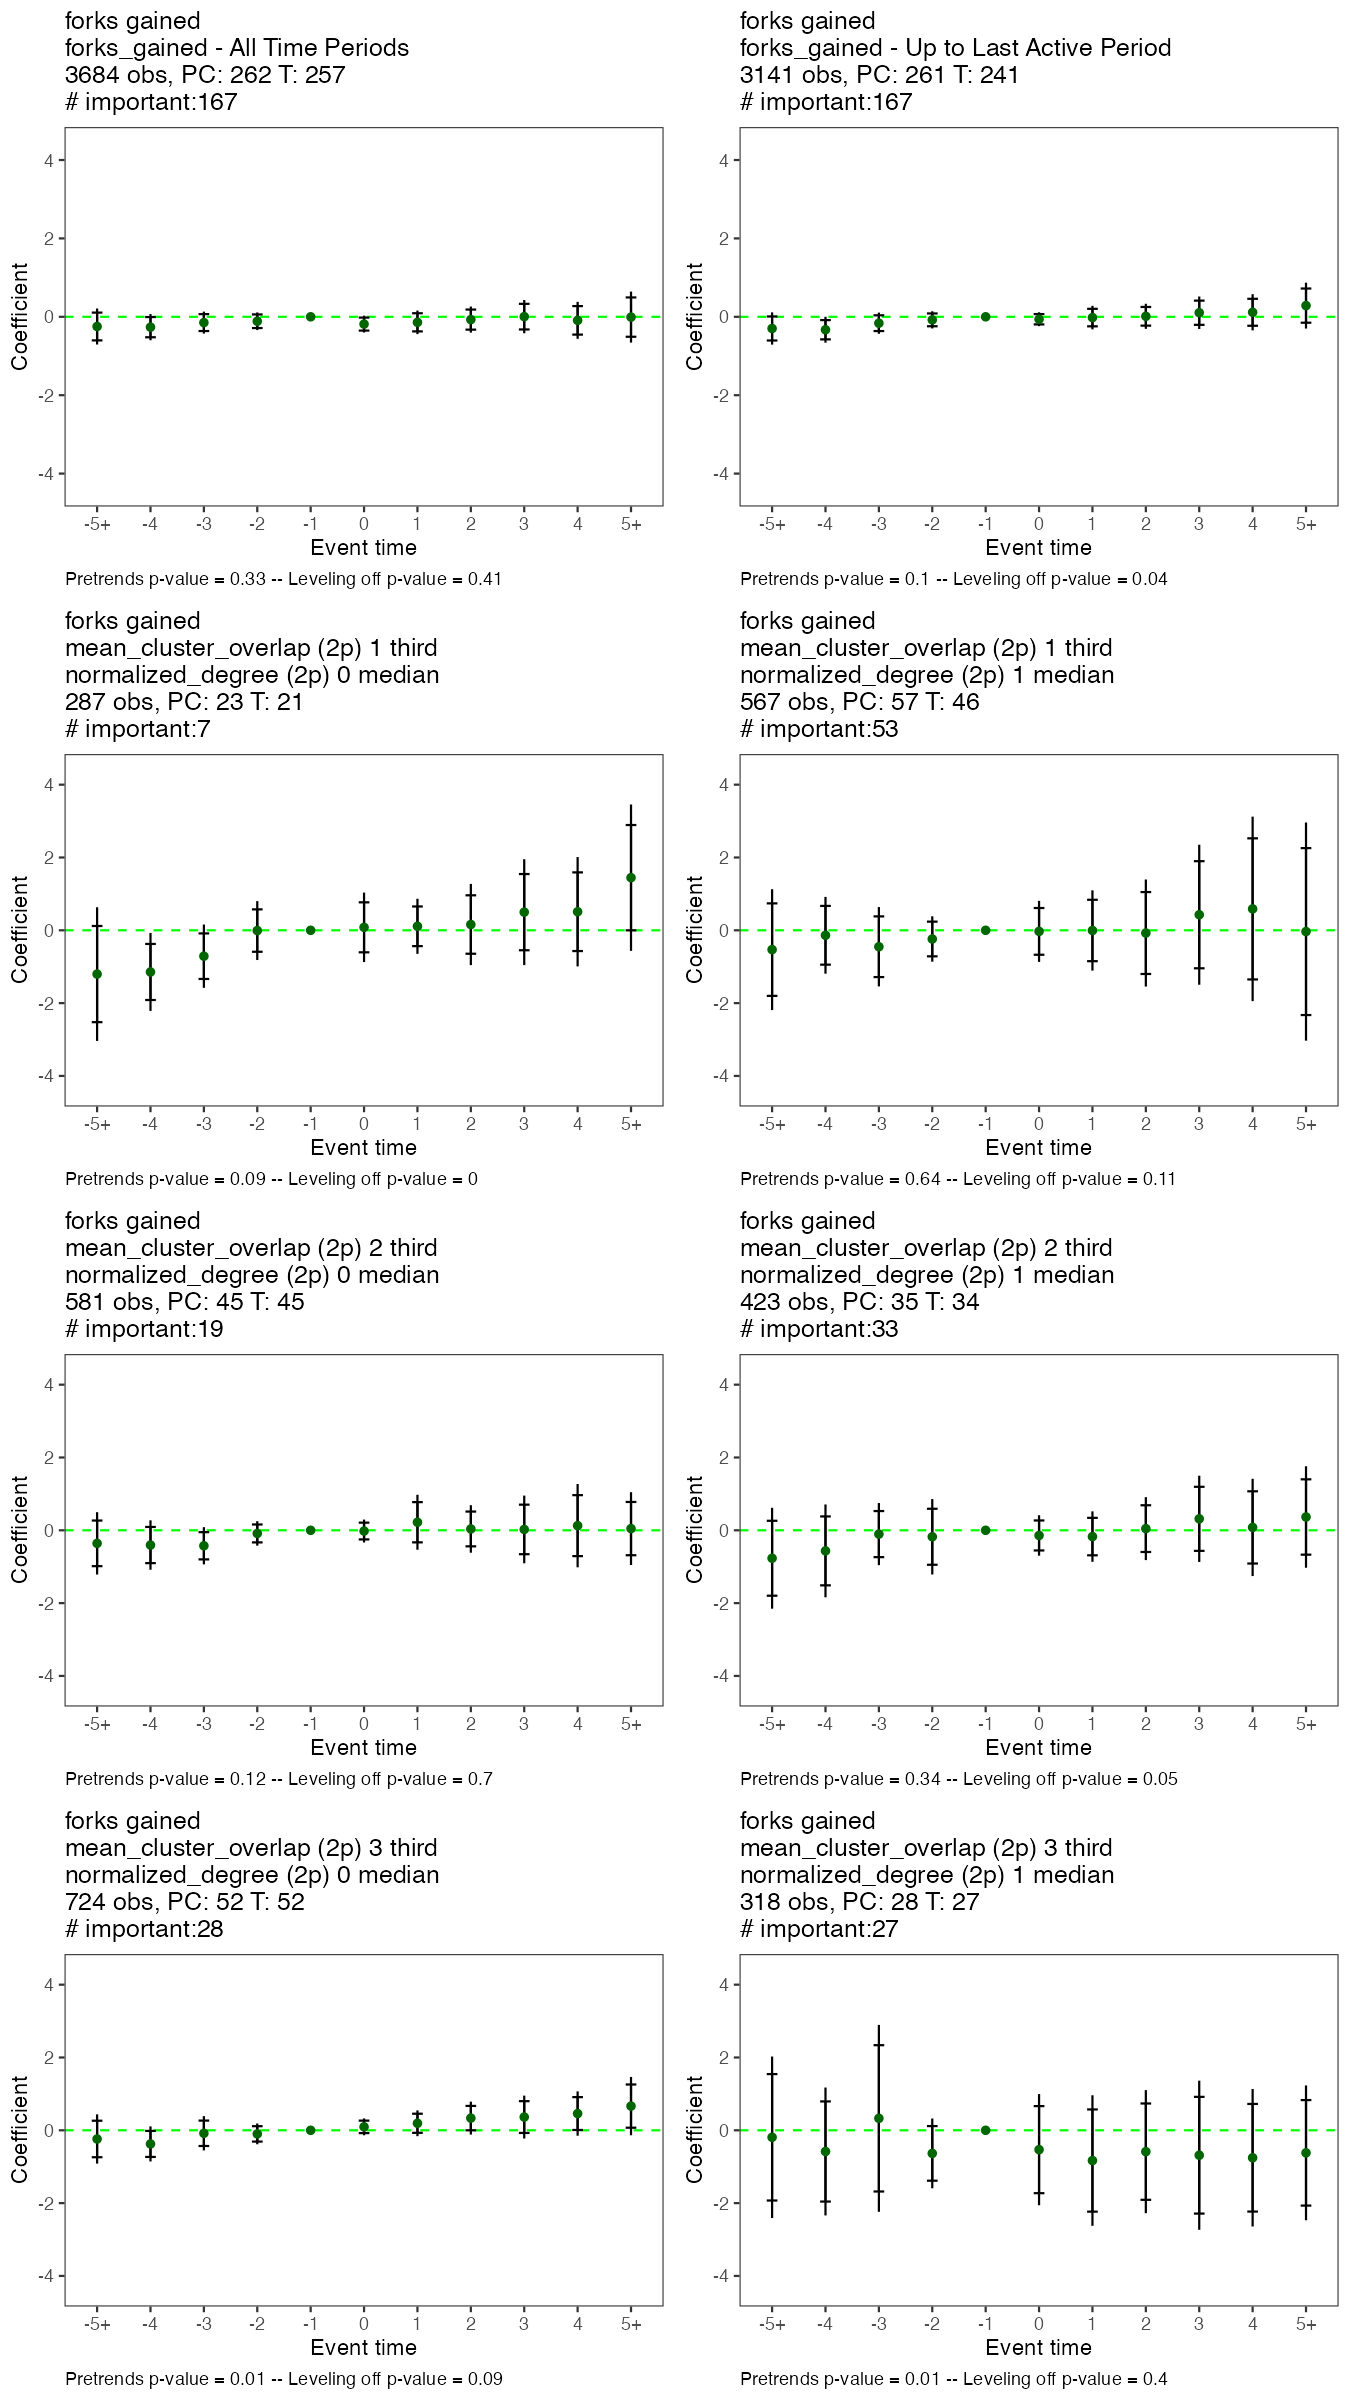 forks gained
forks_gained - All Time Periods
3684 obs, PC: 262 T: 257
# important:167
Coefficient
4
2
0
-2
-4
-5+ -4 -3 -2 -1 0 1 2 3 4 5+
Event time
Pretrends p-value = 0.33 -- Leveling off p-value = 0.41
forks gained
forks_gained - Up to Last Active Period
3141 obs, PC: 261 T: 241
# important:167
Coefficient
4
2
0
-2
-4
-5+ -4 -3 -2 -1 0 1 2 3 4 5+
Event time
Pretrends p-value = 0.1 -- Leveling off p-value = 0.04
forks gained
mean_cluster_overlap (2p) 1 third
normalized_degree (2p) 0 median
287 obs, PC: 23 T: 21
# important:7
Coefficient
4
2
0
-2
-4
-5+ -4 -3 -2 -1 0 1 2 3 4 5+
Event time
Pretrends p-value = 0.09 -- Leveling off p-value = 0
forks gained
mean_cluster_overlap (2p) 1 third
normalized_degree (2p) 1 median
567 obs, PC: 57 T: 46
# important:53
Coefficient
4
2
0
-2
-4
-5+ -4 -3 -2 -1 0 1 2 3 4 5+
Event time
Pretrends p-value = 0.64 -- Leveling off p-value = 0.11
forks gained
mean_cluster_overlap (2p) 2 third
normalized_degree (2p) 0 median
581 obs, PC: 45 T: 45
# important:19
Coefficient
4
2
0
-2
-4
-5+ -4 -3 -2 -1 0 1 2 3 4 5+
Event time
Pretrends p-value = 0.12 -- Leveling off p-value = 0.7
forks gained
mean_cluster_overlap (2p) 2 third
normalized_degree (2p) 1 median
423 obs, PC: 35 T: 34
# important:33
Coefficient
4
2
0
-2
-4
-5+ -4 -3 -2 -1 0 1 2 3 4 5+
Event time
Pretrends p-value = 0.34 -- Leveling off p-value = 0.05
forks gained
mean_cluster_overlap (2p) 3 third
normalized_degree (2p) 0 median
724 obs, PC: 52 T: 52
# important:28
Coefficient
4
2
0
-2
-4
-5+ -4 -3 -2 -1 0 1 2 3 4 5+
Event time
Pretrends p-value = 0.01 -- Leveling off p-value = 0.09
forks gained
mean_cluster_overlap (2p) 3 third
normalized_degree (2p) 1 median
318 obs, PC: 28 T: 27
# important:27
Coefficient
4
2
0
-2
-4
-5+ -4 -3 -2 -1 0 1 2 3 4 5+
Event time
Pretrends p-value = 0.01 -- Leveling off p-value = 0.4